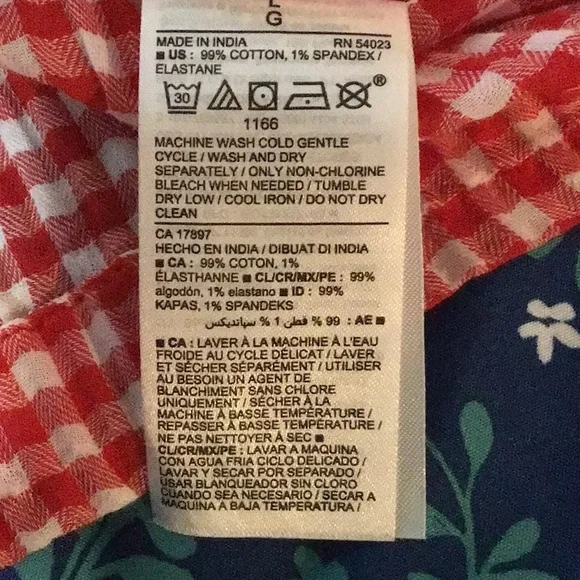 L
G
MADE IN INDIA RN 54023
■ US : 99% COTTON, 1% SPANDEX /
ELASTANE
30 ®
1166
MACHINE WASH COLD GENTLE
CYCLE / WASH AND DRY
SEPARATELY / ONLY NON-CHLORINE
BLEACH WHEN NEEDED / TUMBLE
DRY LOW / COOL IRON / DO NOT DRY
CLEAN
CA 17897
HECHO EN INDIA / DIBUAT DI INDIA
■ CA : 99% COTON, 1%
ÉLASTHANNE ■ CL/CR/MX/PE : 99%
algodón, 1% elastano ■ ID : 99%
KAPAS, 1% SPANDEKS
■ AE : 99 % قطن 1 % سباندیكس
■ CA : LAVER À LA MACHINE À L'EAU
FROIDE AU CYCLE DÉLICAT / LAVER
ET SÉCHER SÉPARÉMENT / UTILISER
AU BESOIN UN AGENT DE
BLANCHIMENT SANS CHLORE
UNIQUEMENT / SÉCHER À LA
MACHINE À BASSE TEMPÉRATURE /
REPASSER À BASSE TEMPÉRATURE /
NE PAS NETTOYER À SEC ■
CL/CR/MX/PE : LAVAR A MAQUINA
CON AGUA FRIA CICLO DELICADO /
LAVAR Y SECAR POR SEPARADO /
USAR BLANQUEADOR SIN CLORO
CUANDO SEA NECESARIO / SECAR A
MAQUINA A BAJA TEMPERATURA /